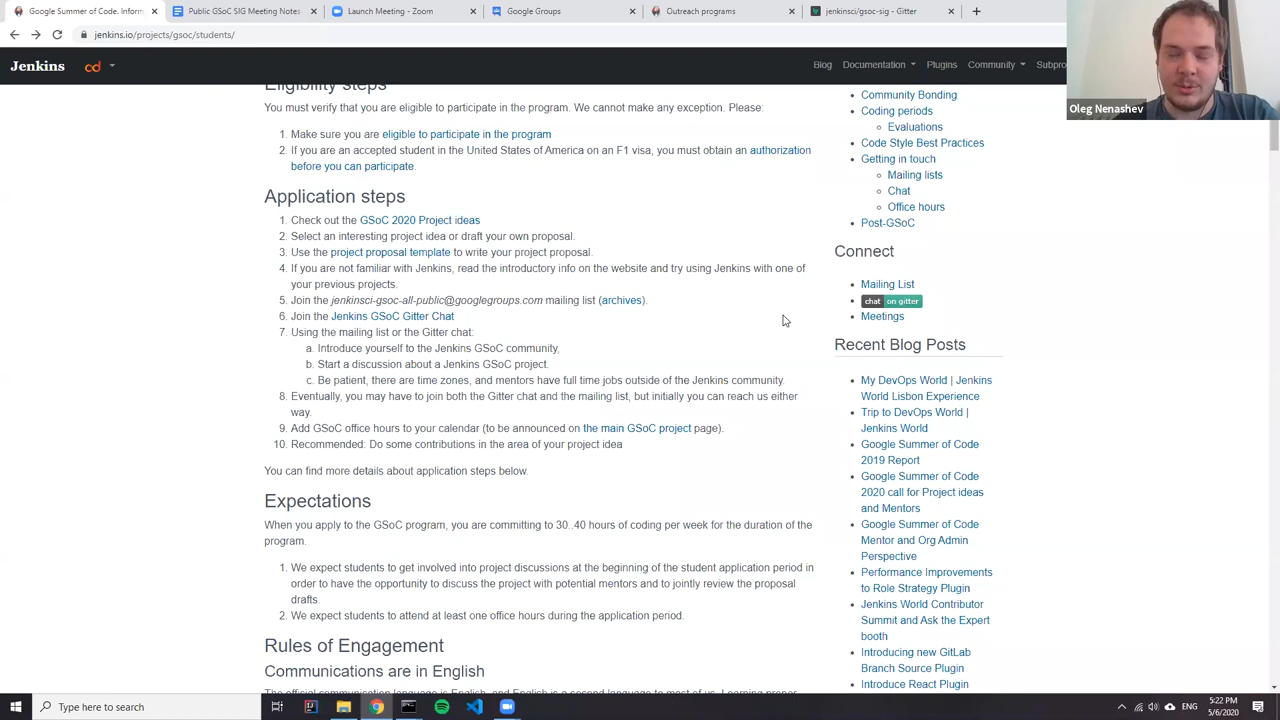 Google Summer of Code. Inform
Public GSoC SIG Meeting Notes
Launch Meeting - Zoom
Google Groups
Outreach programs
jenkinsci/gsoc-sig - Gitter
jenkins.io/projects/gsoc/students/
Jenkins
cd
Blog
Documentation
Plugins
Community
Subpro
Oleg Nenashev
Eligibility steps
You must verify that you are eligible to participate in the program. We cannot make any exception. Please:
1. Make sure you are eligible to participate in the program
2. If you are an accepted student in the United States of America on an F1 visa, you must obtain an authorization
before you can participate.
Application steps
1. Check out the GSoC 2020 Project ideas
2. Select an interesting project idea or draft your own proposal.
3. Use the project proposal template to write your project proposal.
4. If you are not familiar with Jenkins, read the introductory info on the website and try using Jenkins with one of
your previous projects.
5. Join the jenkinsci-gsoc-all-public@googlegroups.com mailing list (archives).
6. Join the Jenkins GSoC Gitter Chat
7. Using the mailing list or the Gitter chat:
a. Introduce yourself to the Jenkins GSoC community,
b. Start a discussion about a Jenkins GSoC project.
c. Be patient, there are time zones, and mentors have full time jobs outside of the Jenkins community.
8. Eventually, you may have to join both the Gitter chat and the mailing list, but initially you can reach us either
way.
9. Add GSoC office hours to your calendar (to be announced on the main GSoC project page).
10. Recommended: Do some contributions in the area of your project idea
You can find more details about application steps below.
Expectations
When you apply to the GSoC program, you are committing to 30..40 hours of coding per week for the duration of the
program.
1. We expect students to get involved into project discussions at the beginning of the student application period in
order to have the opportunity to discuss the project with potential mentors and to jointly review the proposal
drafts.
2. We expect students to attend at least one office hours during the application period.
Rules of Engagement
Communications are in English
The official communication language is English, and English is a second language to most of us. Learning proper
Community Bonding
Coding periods
Evaluations
Code Style Best Practices
Getting in touch
Mailing lists
Chat
Office hours
Post-GSoC
Connect
Mailing List
chat on gitter
Meetings
Recent Blog Posts
My DevOps World | Jenkins
World Lisbon Experience
Trip to DevOps World |
Jenkins World
Google Summer of Code
2019 Report
Google Summer of Code
2020 call for Project ideas
and Mentors
Google Summer of Code
Mentor and Org Admin
Perspective
Performance Improvements
to Role Strategy Plugin
Jenkins World Contributor
Summit and Ask the Expert
booth
Introducing new GitLab
Branch Source Plugin
Introduce React Plugin
Type here to search
ENG
5:22 PM
5/6/2020